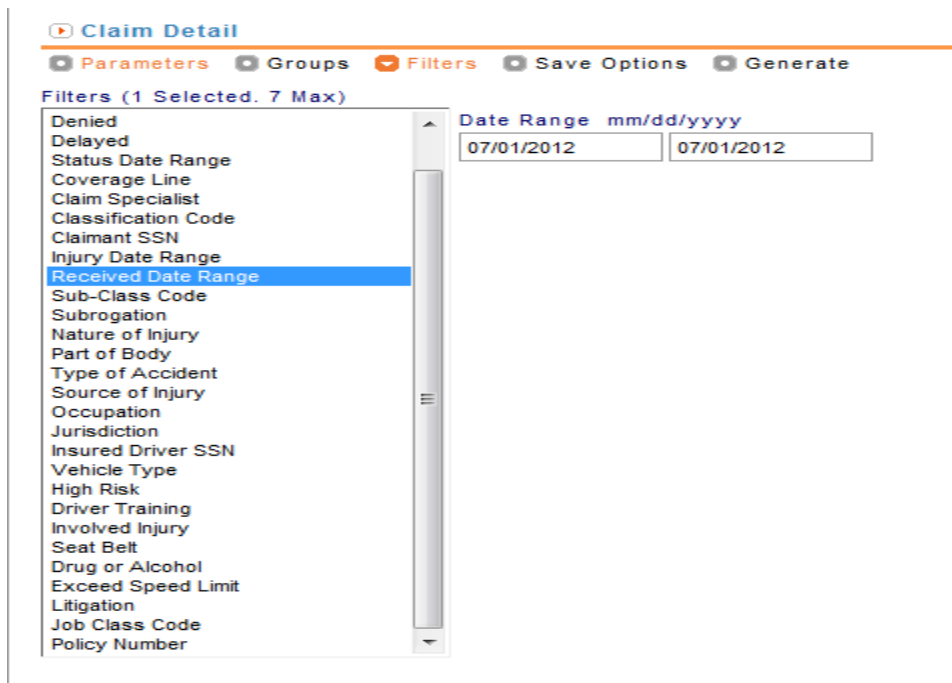 Claim Detail
Parameters Groups Filters Save Options Generate
Filters (1 Selected. 7 Max)
Denied
Delayed
Status Date Range
Coverage Line
Claim Specialist
Classification Code
Claimant SSN
Injury Date Range
Received Date Range
Sub-Class Code
Subrogation
Nature of Injury
Part of Body
Type of Accident
Source of Injury
Occupation
Jurisdiction
Insured Driver SSN
Vehicle Type
High Risk
Driver Training
Involved Injury
Seat Belt
Drug or Alcohol
Exceed Speed Limit
Litigation
Job Class Code
Policy Number
Date Range mm/dd/yyyy
07/01/2012 07/01/2012